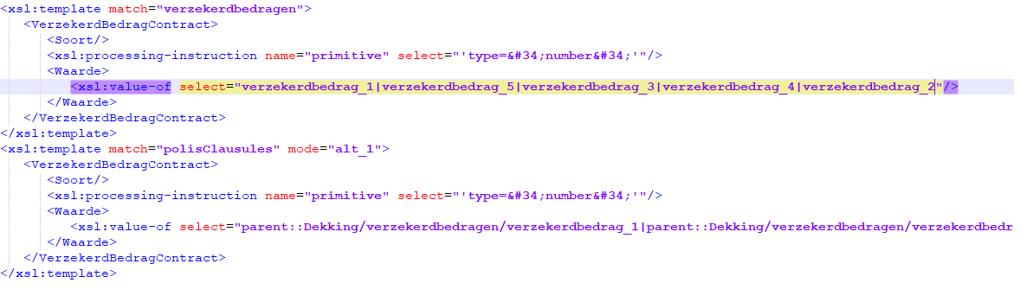 <xsl:template match="verzekerdbedragen">
<VerzekerdBedragContract>
<Soort/>
<xsl:processing-instruction name="primitive" select="'type=&#34;number&#34;'"/>
<Waarde>
<xsl:value-of select="verzekerdbedrag_1|verzekerdbedrag_5|verzekerdbedrag_3|verzekerdbedrag_4|verzekerdbedrag_2"/>
</Waarde>
</VerzekerdBedragContract>
</xsl:template>
<xsl:template match="polisClausules" mode="alt_1">
<VerzekerdBedragContract>
<Soort/>
<xsl:processing-instruction name="primitive" select="'type=&#34;number&#34;'"/>
<Waarde>
<xsl:value-of select="parent::Dekking/verzekerdbedragen/verzekerdbedrag_1|parent::Dekking/verzekerdbedragen/verzekerdbedr
</Waarde>
</VerzekerdBedragContract>
</xsl:template>